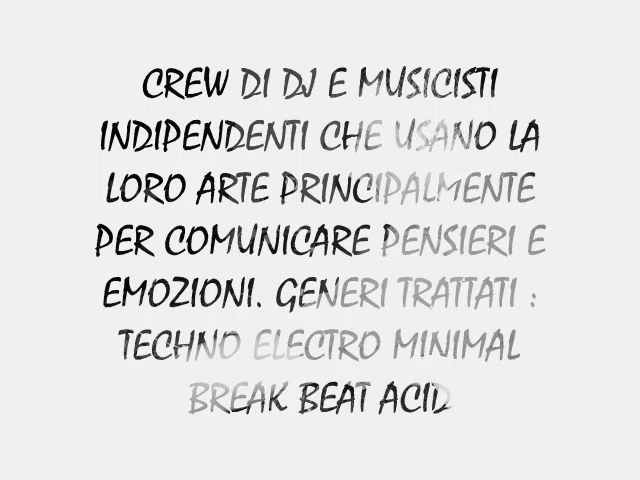 CREW DI DJ E MUSICISTI
INDIPENDENTI CHE USANO LA
LORO ARTE PRINCIPALMENTE
PER COMUNICARE PENSIERI E
EMOZIONI. GENERI TRATTATI :
TECHNO ELECTRO MINIMAL
BREAK BEAT ACID